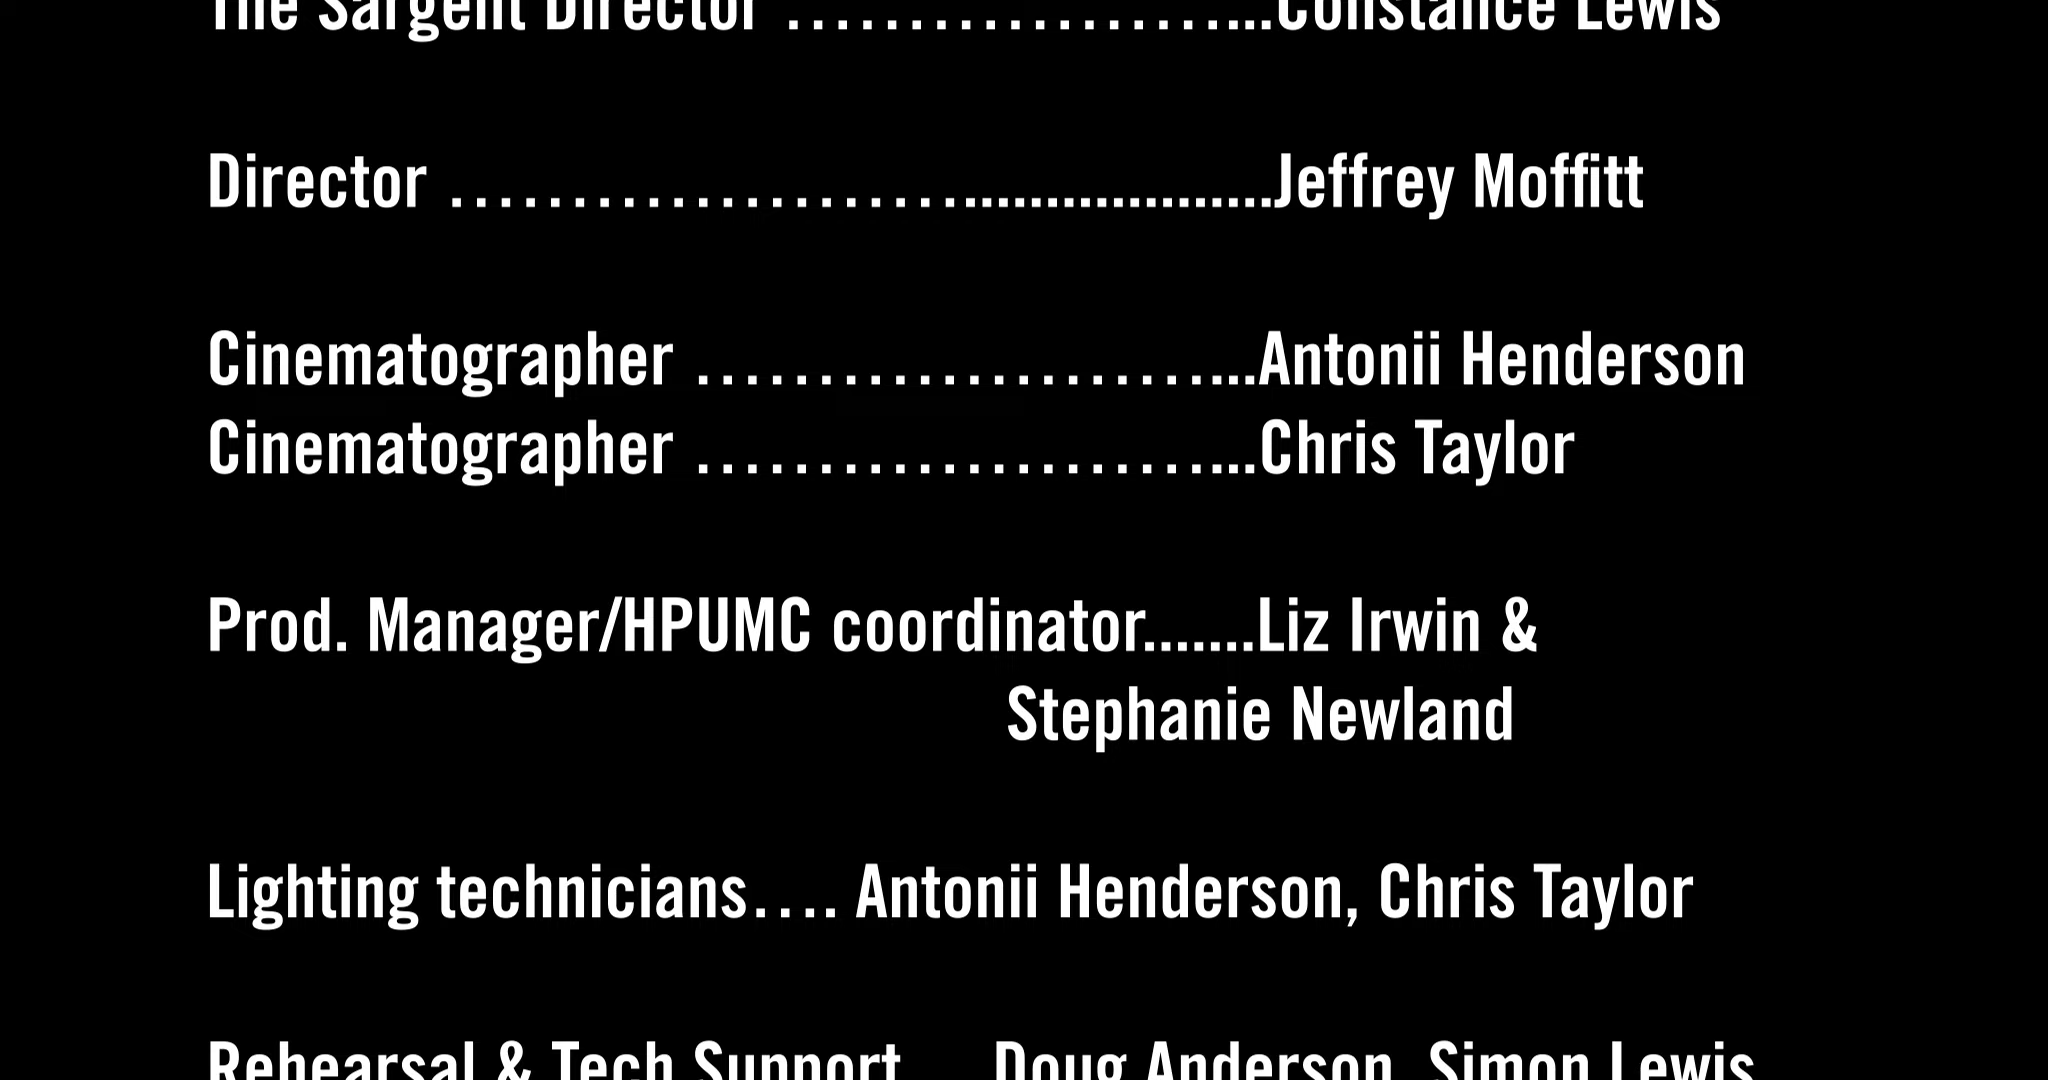 The Sargent Director ……………………...Constance Lewis
Director …………………………..................Jeffrey Moffitt
Cinematographer …………………………...Antonii Henderson
Cinematographer …………………………...Chris Taylor
Prod. Manager/HPUMC coordinator.......Liz Irwin &
Stephanie Newland
Lighting technicians…. Antonii Henderson, Chris Taylor
Rehearsal & Tech Support Doug Anderson, Simon Lewis